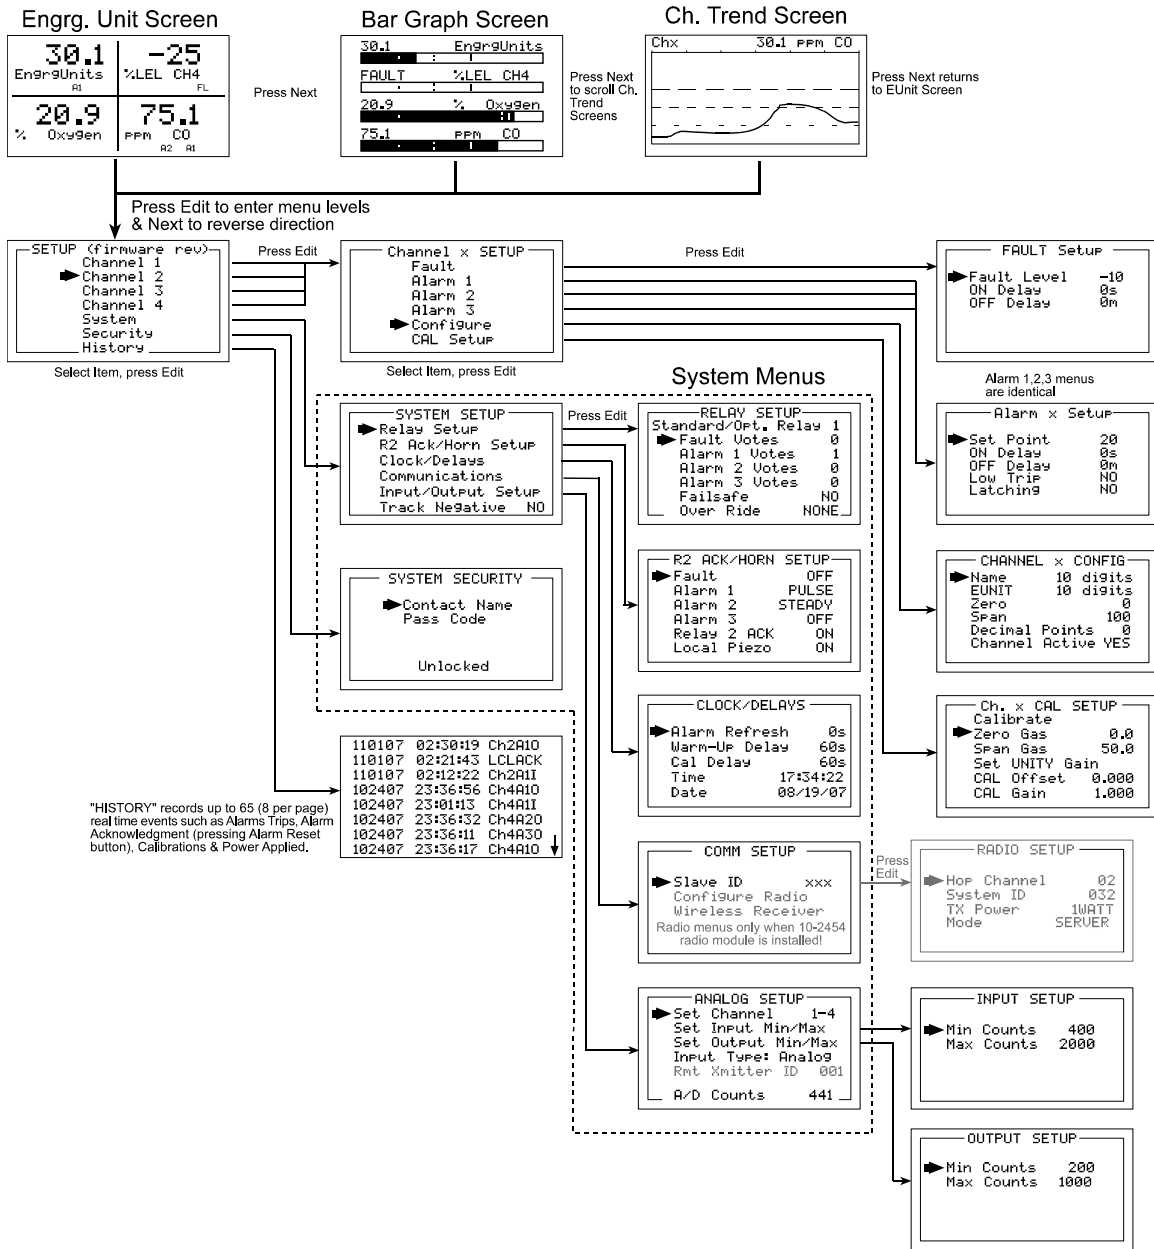 Engrg. Unit Screen
Bar Graph Screen
Ch. Trend Screen
30.1
EngrgUnits
A1
-25
%LEL CH4
FL
20.9
% Oxygen
75.1
ppm CO
A2 A1
Press Next
30.1 EngrgUnits
FAULT %LEL CH4
20.9 % Oxygen
75.1 ppm CO
Press Next
to scroll Ch.
Trend
Screens
Chx 30.1 ppm CO
Press Next returns
to EUnit Screen
Press Edit to enter menu levels
& Next to reverse direction
SETUP (firmware rev)
Channel 1
Channel 2
Channel 3
Channel 4
System
Security
History
Select Item, press Edit
Press Edit
Channel x SETUP
Fault
Alarm 1
Alarm 2
Alarm 3
Configure
CAL Setup
Select Item, press Edit
Press Edit
FAULT Setup
Fault Level -10
ON Delay 0s
OFF Delay 0m
Alarm 1,2,3 menus
are identical
Alarm x Setup
Set Point 20
ON Delay 0s
OFF Delay 0m
Low Trip NO
Latching NO
System Menus
SYSTEM SETUP
Relay Setup
R2 Ack/Horn Setup
Clock/Delays
Communications
Input/Output Setup
Track Negative NO
Press Edit
RELAY SETUP
Standard/Opt. Relay 1
Fault Votes 0
Alarm 1 Votes 1
Alarm 2 Votes 0
Alarm 3 Votes 0
Failsafe NO
Over Ride NONE
SYSTEM SECURITY
Contact Name
Pass Code
Unlocked
R2 ACK/HORN SETUP
Fault OFF
Alarm 1 PULSE
Alarm 2 STEADY
Alarm 3 OFF
Relay 2 ACK ON
Local Piezo ON
CHANNEL x CONFIG
Name 10 digits
EUNIT 10 digits
Zero 0
Span 100
Decimal Points 0
Channel Active YES
CLOCK/DELAYS
Alarm Refresh 0s
Warm-Up Delay 60s
Cal Delay 60s
Time 17:34:22
Date 08/19/07
Ch. x CAL SETUP
Calibrate
Zero Gas 0.0
Span Gas 50.0
Set UNITY Gain
CAL Offset 0.000
CAL Gain 1.000
"HISTORY" records up to 65 (8 per page)
real time events such as Alarms Trips, Alarm
Acknowledgment (pressing Alarm Reset
button), Calibrations & Power Applied.
110107 02:30:19 Ch2A1O
110107 02:21:43 LCLACK
110107 02:12:22 Ch2A1I
102407 23:36:56 Ch4A1O
102407 23:01:13 Ch4A1I
102407 23:36:32 Ch4A2O
102407 23:36:11 Ch4A3O
102407 23:36:17 Ch4A1O
COMM SETUP
Slave ID xxx
Configure Radio
Wireless Receiver
Radio menus only when 10-2454
radio module is installed!
Press
Edit
RADIO SETUP
Hop Channel 02
System ID 032
TX Power 1WATT
Mode SERVER
ANALOG SETUP
Set Channel 1-4
Set Input Min/Max
Set Output Min/Max
Input Type: Analog
Rmt Xmitter ID 001
A/D Counts 441
INPUT SETUP
Min Counts 400
Max Counts 2000
OUTPUT SETUP
Min Counts 200
Max Counts 1000